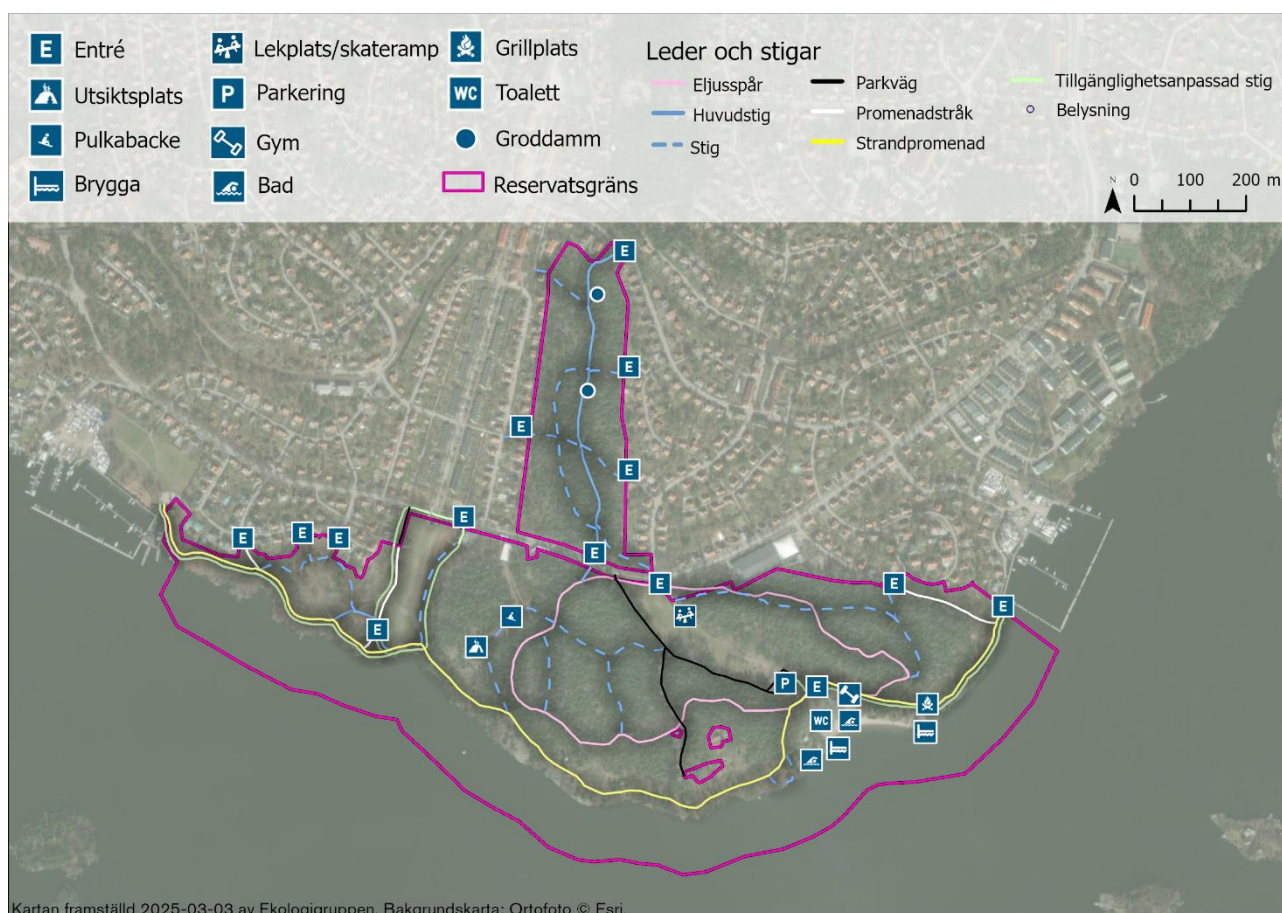 E Entré
Utsiktsplats
Pulkabacke
Brygga
Lekplats/skateramp
P Parkering
Gym
Bad
Grillplats
WC Toalett
Groddamm
Reservatsgräns
Leder och stigar
Eljusspår
Huvudstig
Stig
Parkväg
Promenadstråk
Strandpromenad
Tillgänglighetsanpassad stig
Belysning
N 0 100 200 m
E
E
E
E
E
E
E
E
E
E
E
E
E
E
P E
WC
Kartan framställd 2025-03-03 av Ekologigruppen. Bakgrundskarta: Ortofoto © Esri.